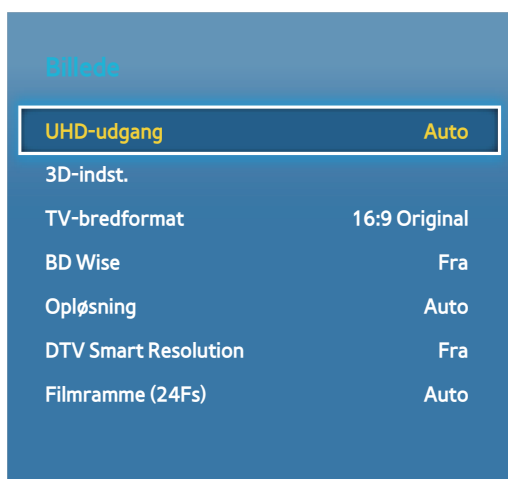 Billede
UHD-udgang Auto
3D-indst.
TV-bredformat 16:9 Original
BD Wise Fra
Opløsning Auto
DTV Smart Resolution Fra
Filmramme (24Fs) Auto